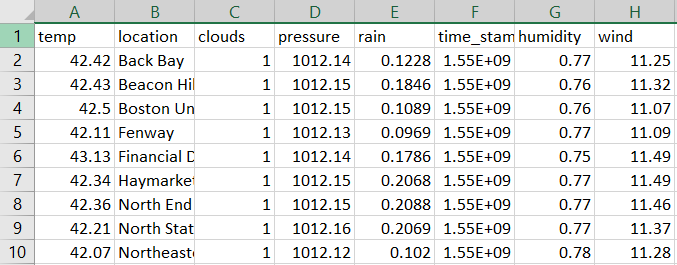 A B C D E F G H
1 temp location clouds pressure rain time_stam humidity wind
2 42.42 Back Bay 1 1012.14 0.1228 1.55E+09 0.77 11.25
3 42.43 Beacon Hil 1 1012.15 0.1846 1.55E+09 0.76 11.32
4 42.5 Boston Un 1 1012.15 0.1089 1.55E+09 0.76 11.07
5 42.11 Fenway 1 1012.13 0.0969 1.55E+09 0.77 11.09
6 43.13 Financial D 1 1012.14 0.1786 1.55E+09 0.75 11.49
7 42.34 Haymarket 1 1012.15 0.2068 1.55E+09 0.77 11.49
8 42.36 North End 1 1012.15 0.2088 1.55E+09 0.77 11.46
9 42.21 North Stat 1 1012.16 0.2069 1.55E+09 0.77 11.37
10 42.07 Northeast 1 1012.12 0.102 1.55E+09 0.78 11.28